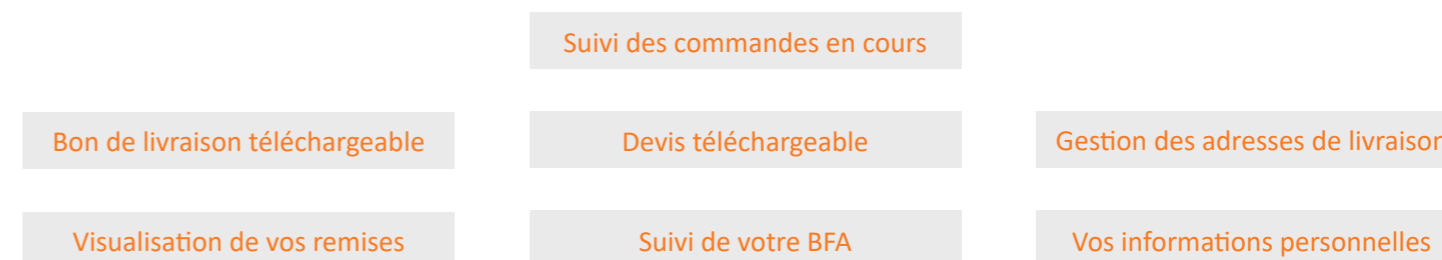 Suivi des commandes en cours
Bon de livraison téléchargeable
Devis téléchargeable
Gestion des adresses de livraison
Visualisation de vos remises
Suivi de votre BFA
Vos informations personnelles